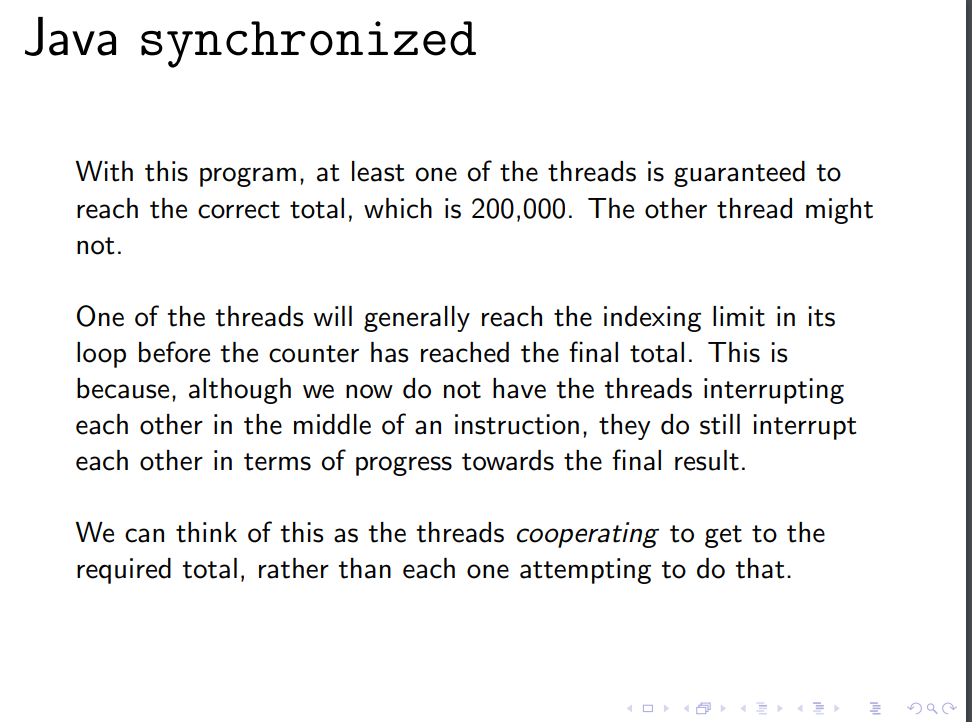 Java synchronized
With this program, at least one of the threads is guaranteed to
reach the correct total, which is 200,000. The other thread might
not.
One of the threads will generally reach the indexing limit in its
loop before the counter has reached the final total. This is
because, although we now do not have the threads interrupting
each other in the middle of an instruction, they do still interrupt
each other in terms of progress towards the final result.
We can think of this as the threads cooperating to get to the
required total, rather than each one attempting to do that.